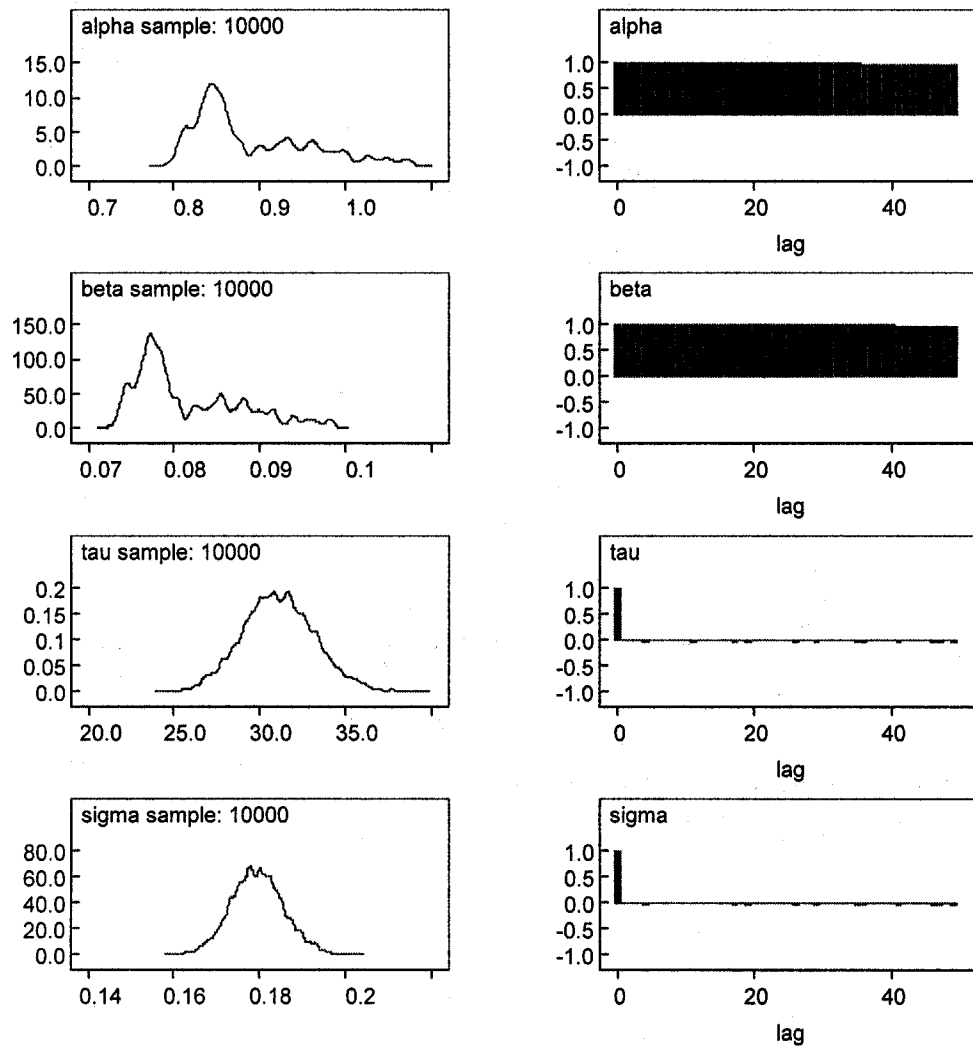 alpha sample: 10000
15.0
10.0
5.0
0.0
0.7 0.8 0.9 1.0
alpha
1.0
0.5
0.0
-0.5
-1.0
0 20 40
lag
beta sample: 10000
150.0
100.0
50.0
0.0
0.07 0.08 0.09 0.1
beta
1.0
0.5
0.0
-0.5
-1.0
0 20 40
lag
tau sample: 10000
0.2
0.15
0.1
0.05
0.0
20.0 25.0 30.0 35.0
tau
1.0
0.5
0.0
-0.5
-1.0
0 20 40
lag
sigma sample: 10000
80.0
60.0
40.0
20.0
0.0
0.14 0.16 0.18 0.2
sigma
1.0
0.5
0.0
-0.5
-1.0
0 20 40
lag